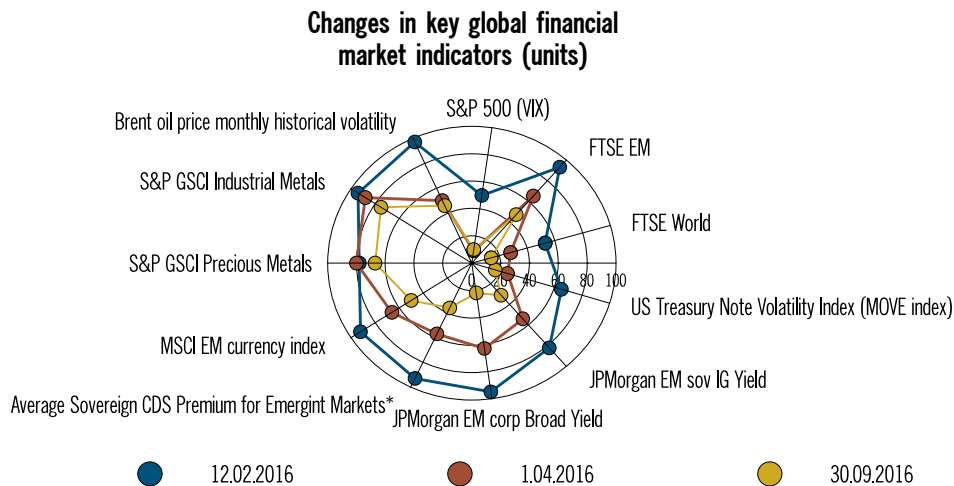 Changes in key global financial
market indicators (units)
S&P 500 (VIX)
Brent oil price monthly historical volatility
FTSE EM
S&P GSCI Industrial Metals
FTSE World
S&P GSCI Precious Metals
0 20 40 60 80 100
US Treasury Note Volatility Index (MOVE index)
MSCI EM currency index
JPMorgan EM sov IG Yield
Average Sovereign CDS Premium for Emergint Markets*
JPMorgan EM corp Broad Yield
12.02.2016
1.04.2016
30.09.2016